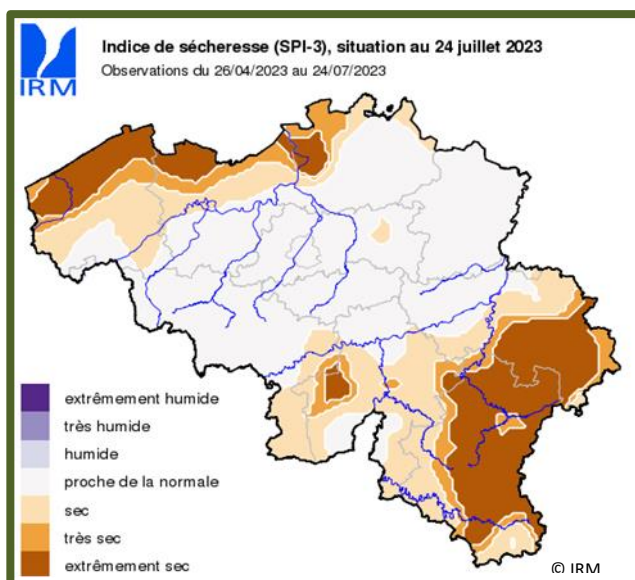 IRM
Indice de sécheresse (SPI-3), situation au 24 juillet 2023
Observations du 26/04/2023 au 24/07/2023
extrêmement humide
très humide
humide
proche de la normale
sec
très sec
extrêmement sec
© IRM